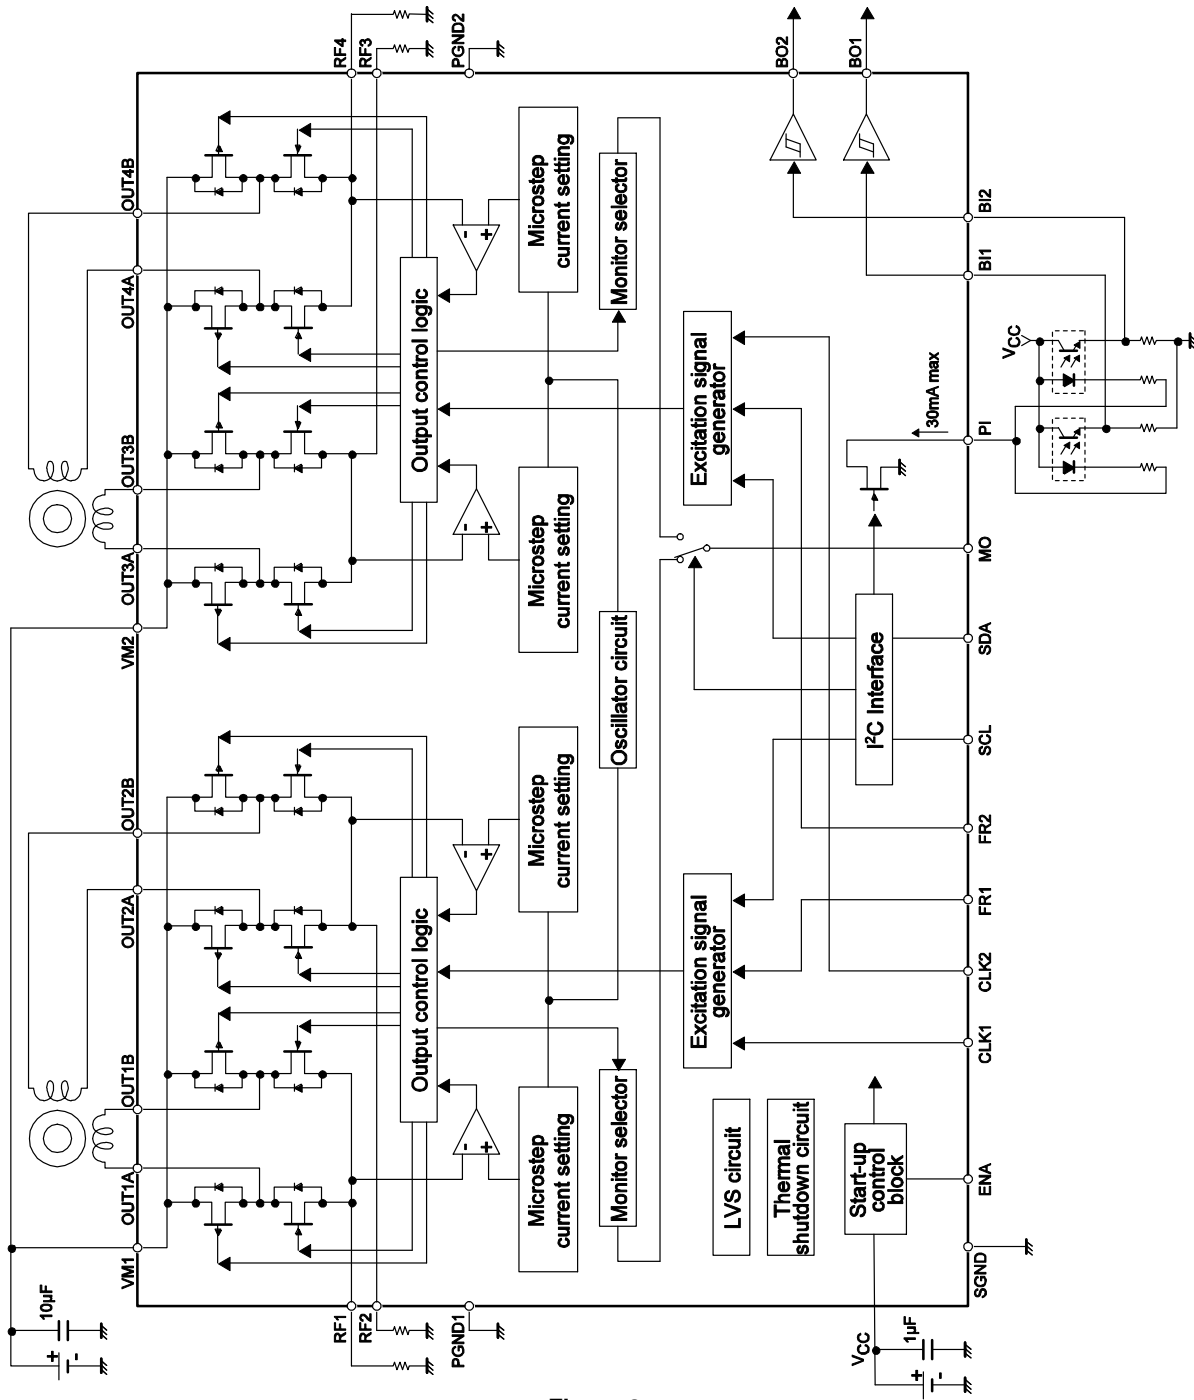 +
-
10µF
VM1
OUT1A
OUT1B
OUT2A
OUT2B
VM2
OUT3A
OUT3B
OUT4A
OUT4B
RF1
RF4
RF2
RF3
Output control logic
Output control logic
PGND1
PGND2
-
+
-
+
-
+
-
+
Microstep
current setting
Microstep
current setting
Microstep
current setting
Microstep
current setting
Monitor selector
Oscillator circuit
Monitor selector
Excitation signal
generator
Excitation signal
generator
LVS circuit
Thermal
shutdown circuit
BO2
BO1
Start-up
control
block
I²C Interface
VCC
+
-
1µF
30mA max
SGND
ENA
CLK1
CLK2
FR1
FR2
SCL
SDA
MO
PI
BI1
BI2
VCC